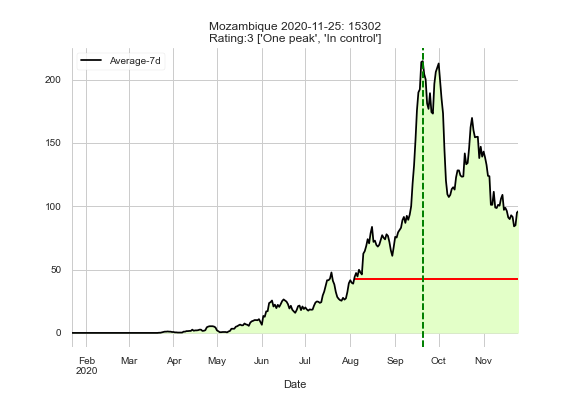 Mozambique 2020-11-25: 15302
Rating:3 ['One peak', 'In control']
Average-7d
200
150
100
50
0
Feb Mar Apr May Jun Jul Aug Sep Oct Nov
2020
Date